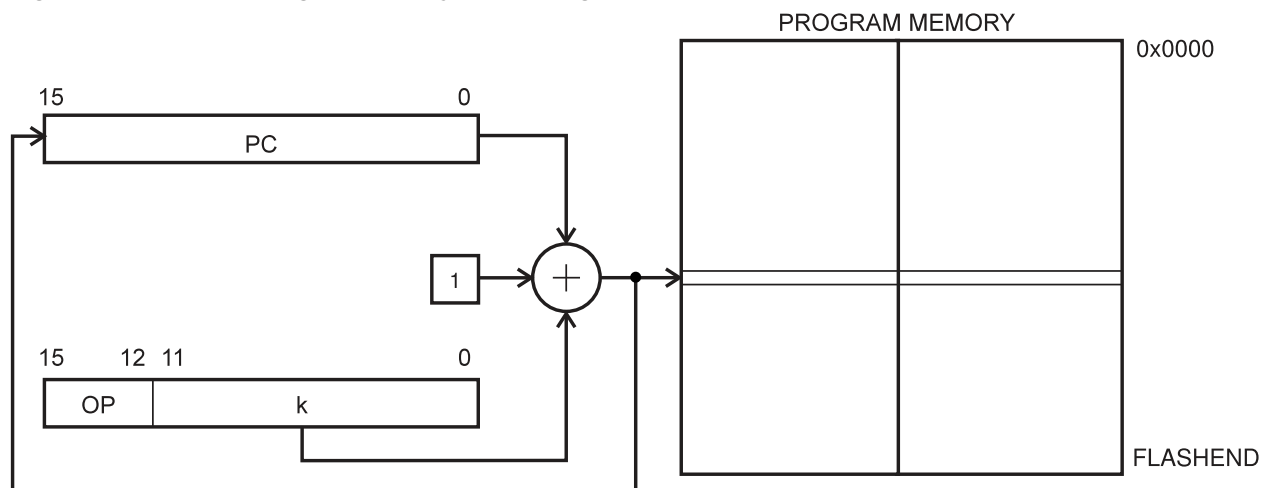 PROGRAM MEMORY
0x0000
15 0
PC
1
15 12 11 0
OP k
FLASHEND